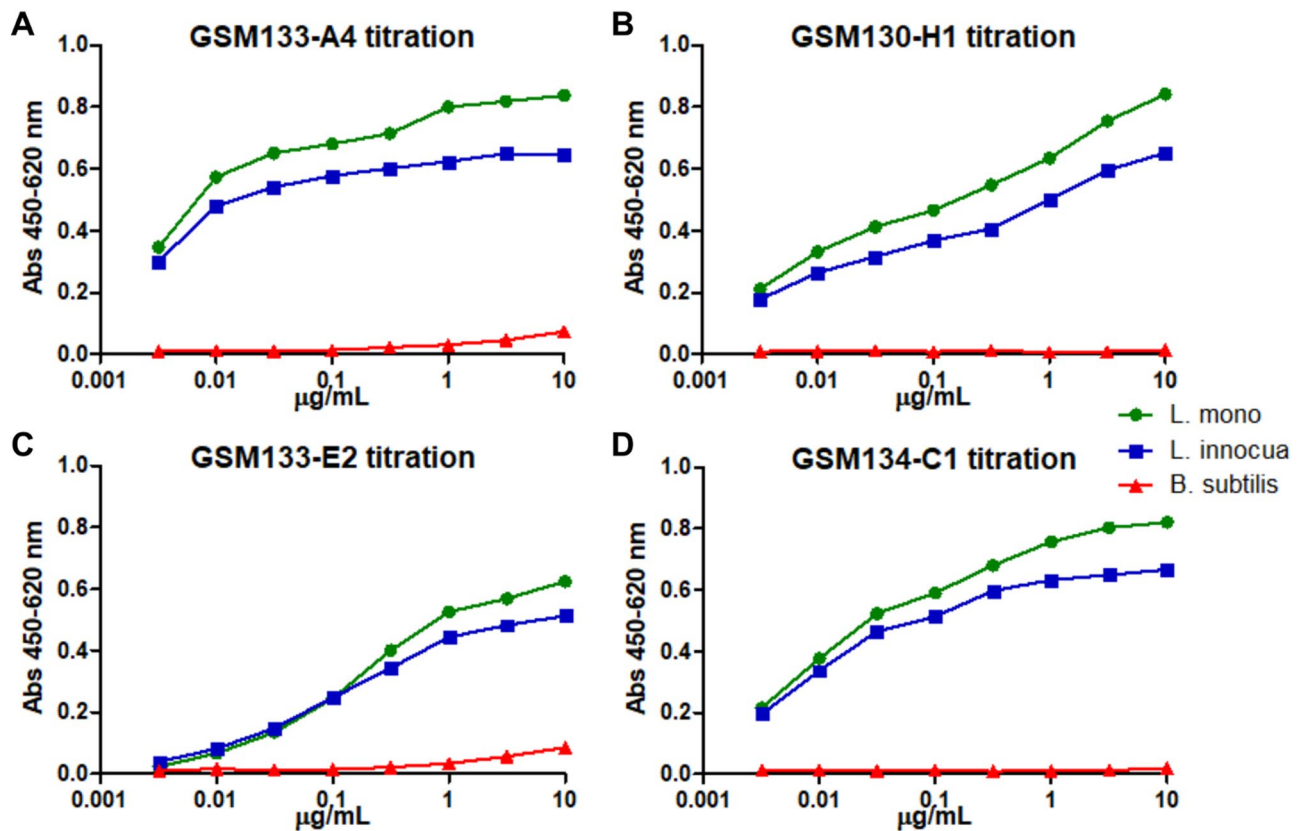 A
GSM133-A4 titration
1.0
0.8
0.6
0.4
0.2
0.0
Abs 450-620 nm
0.001 0.01 0.1 1 10
μg/mL
B
GSM130-H1 titration
1.0
0.8
0.6
0.4
0.2
0.0
Abs 450-620 nm
0.001 0.01 0.1 1 10
μg/mL
L. mono
L. innocua
B. subtilis
C
GSM133-E2 titration
1.0
0.8
0.6
0.4
0.2
0.0
Abs 450-620 nm
0.001 0.01 0.1 1 10
μg/mL
D
GSM134-C1 titration
1.0
0.8
0.6
0.4
0.2
0.0
Abs 450-620 nm
0.001 0.01 0.1 1 10
μg/mL